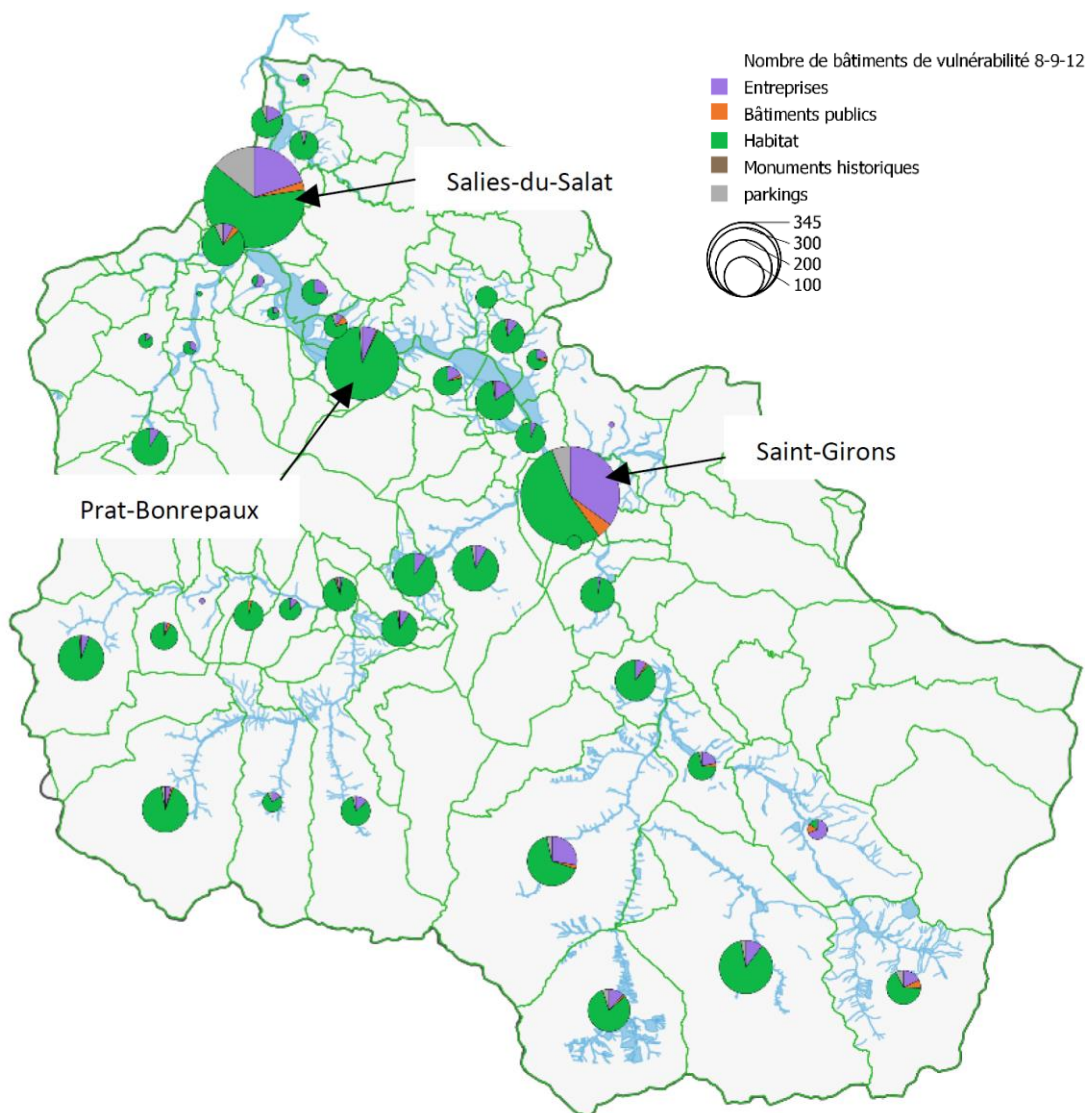 Nombre de bâtiments de vulnérabilité 8-9-12
Entreprises
Bâtiments publics
Habitat
Monuments historiques
parkings
345
300
200
100
Salies-du-Salat
Saint-Girons
Prat-Bonrepaux